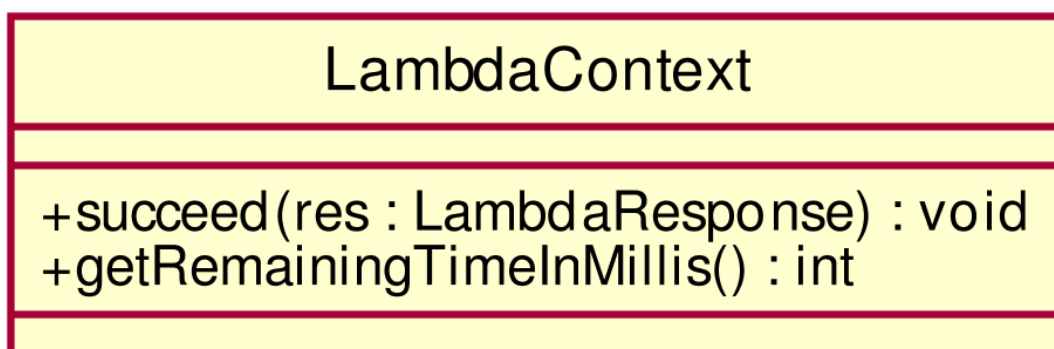 LambdaContext
+succeed(res : LambdaResponse) : void
+getRemainingTimeInMillis() : int